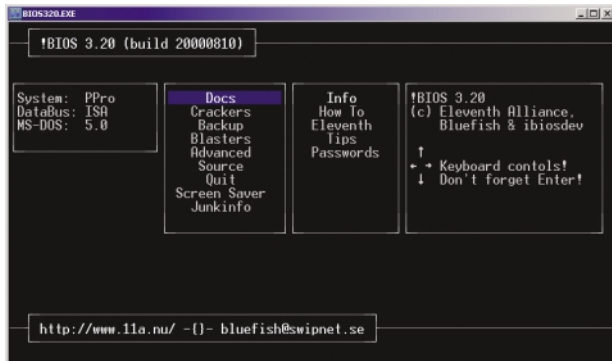 BIOS320.EXE
!BIOS 3.20 (build 20000810)
System: PPro
DataBus: ISA
MS-DOS: 5.0
Docs
Crackers
Backup
Blasters
Advanced
Source
Quit
Screen Saver
Junkinfo
Info
How To
Eleventh
Tips
Passwords
!BIOS 3.20
(c) Eleventh Alliance,
Bluefish & ibiosdev
↑
← → Keyboard contols!
↓ Don't forget Enter!
http://www.11a.nu/ -{}- bluefish@swipnet.se